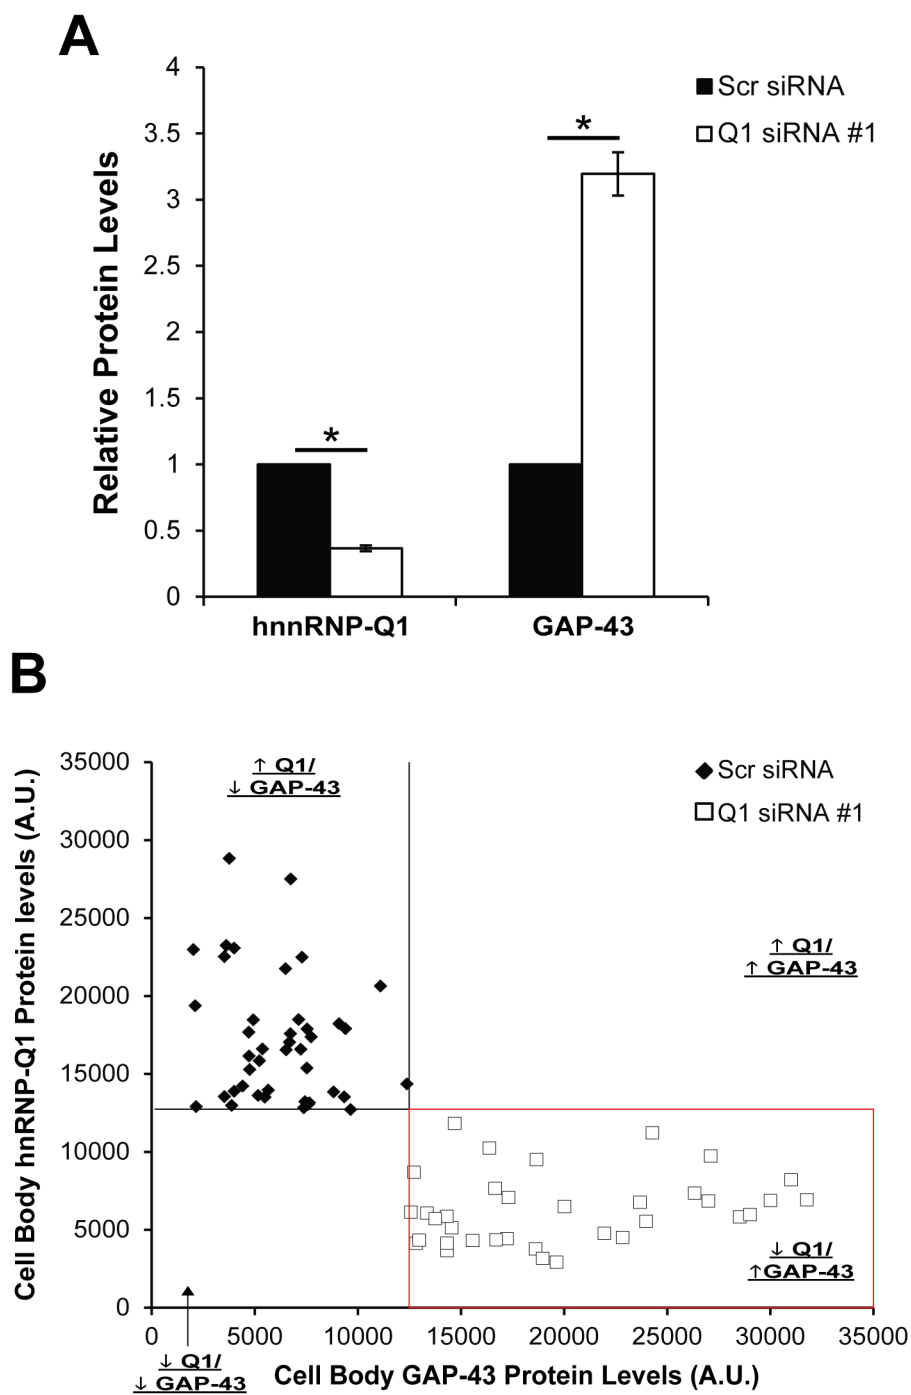 A
Relative Protein Levels
4
3.5
3
2.5
2
1.5
1
0.5
0
*
*
Scr siRNA
Q1 siRNA #1
hnnRNP-Q1
GAP-43
B
Cell Body hnRNP-Q1 Protein levels (A.U.)
35000
30000
25000
20000
15000
10000
5000
0
↑ Q1/
↓ GAP-43
Scr siRNA
Q1 siRNA #1
↑ Q1/
↑ GAP-43
↓ Q1/
↑GAP-43
0 5000 10000 15000 20000 25000 30000 35000
↓ Q1/
↓ GAP-43
Cell Body GAP-43 Protein Levels (A.U.)